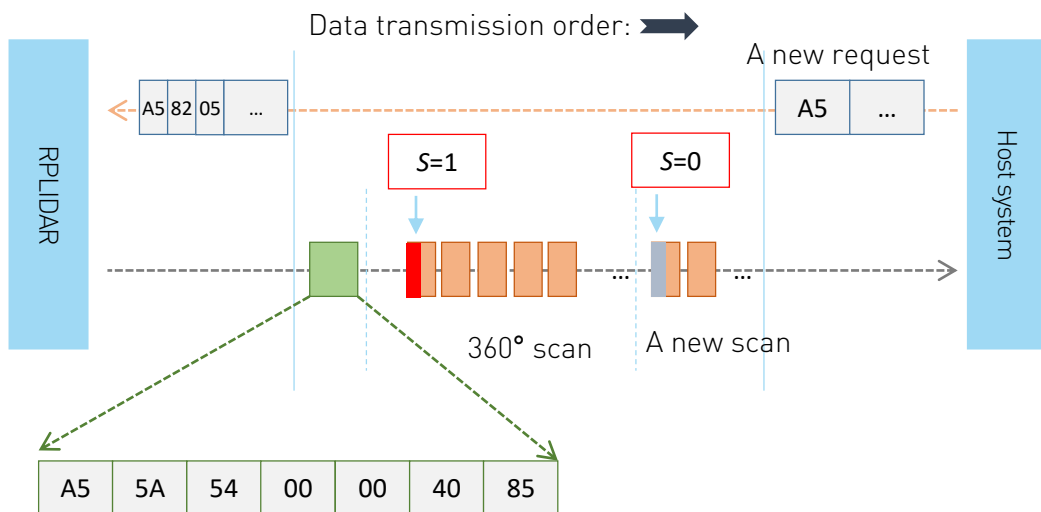 Data transmission order:
A new request
RPLIDAR
A5 82 05 ...
A5 ...
Host system
S=1
S=0
... ...
360° scan
A new scan
A5 5A 54 00 00 40 85